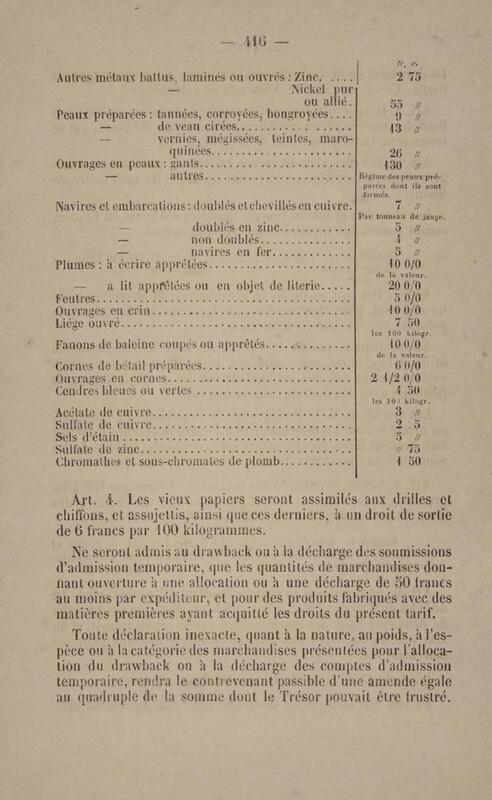 — 416 —
fr. c.
Autres métaux battus, laminés ou ouvrés : Zinc. .... 2 75
— Nickel pur
ou allié. 55 //
Peaux préparées : tannées, corroyées, hongroyées.... 9 //
— de veau cirées.................. 13 //
— vernies, mégissées, teintes, maro-
quinées........................ 26 //
Ouvrages en peaux : gants.......................... 130 //
— autres......................... Régime des peaux pré-
parées dont ils sont
formés.
Navires et embarcations : doublés et chevillés en cuivre. 7 //
Par tonneau de jauge.
— doublés en zinc............ 5 //
— non doublés............... 4 //
— navires en fer............. 5 //
Plumes : à écrire apprêtées........................ 10 0/0
de la valeur.
— à lit apprêtées ou en objet de literie..... 20 0/0
Feutres............................................ 5 0/0
Ouvrages en crin................................... 10 0/0
Liége ouvré........................................ 7 50
les 100 kilogr.
Fanons de baleine coupés ou apprêtés............... 10 0/0
de la valeur.
Cornes de bétail préparées......................... 6 0/0
Ouvrages en cornes................................. 2 1/2 0/0
Cendres bleues ou vertes .......................... 4 50
les 100 kilogr.
Acétate de cuivre.................................. 3 //
Sulfate de cuivre.................................. 2 5
Sels d'étain ...................................... 5 //
Sulfate de zinc.................................... // 75
Chromathes et sous-chromates de plomb............ 1 50
Art. 4. Les vieux papiers seront assimilés aux drilles et
chiffons, et assujettis, ainsi que ces derniers, à un droit de sortie
de 6 francs par 100 kilogrammes.
Ne seront admis au drawback ou à la décharge des soumissions
d'admission temporaire, que les quantités de marchandises don-
nant ouverture à une allocation ou à une décharge de 50 francs
au moins par expéditeur, et pour des produits fabriqués avec des
matières premières ayant acquitté les droits du présent tarif.
Toute déclaration inexacte, quant à la nature, au poids, à l'es-
pèce ou à la catégorie des marchandises présentées pour l'alloca-
tion du drawback ou à la décharge des comptes d'admission
temporaire, rendra le contrevenant passible d'une amende égale
au quadruple de la somme dont le Trésor pouvait être frustré.